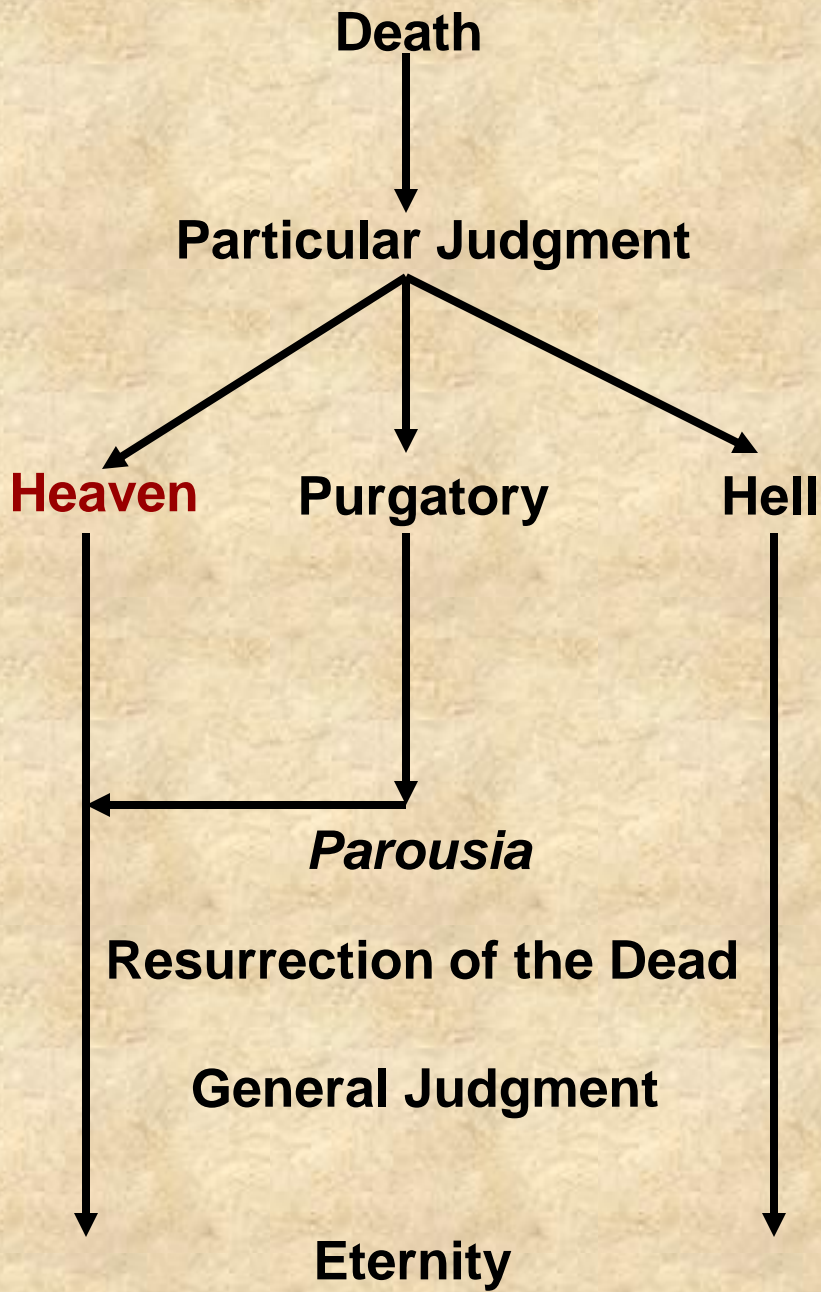 Death
Particular Judgment
Heaven Purgatory Hell
Parousia
Resurrection of the Dead
General Judgment
Eternity